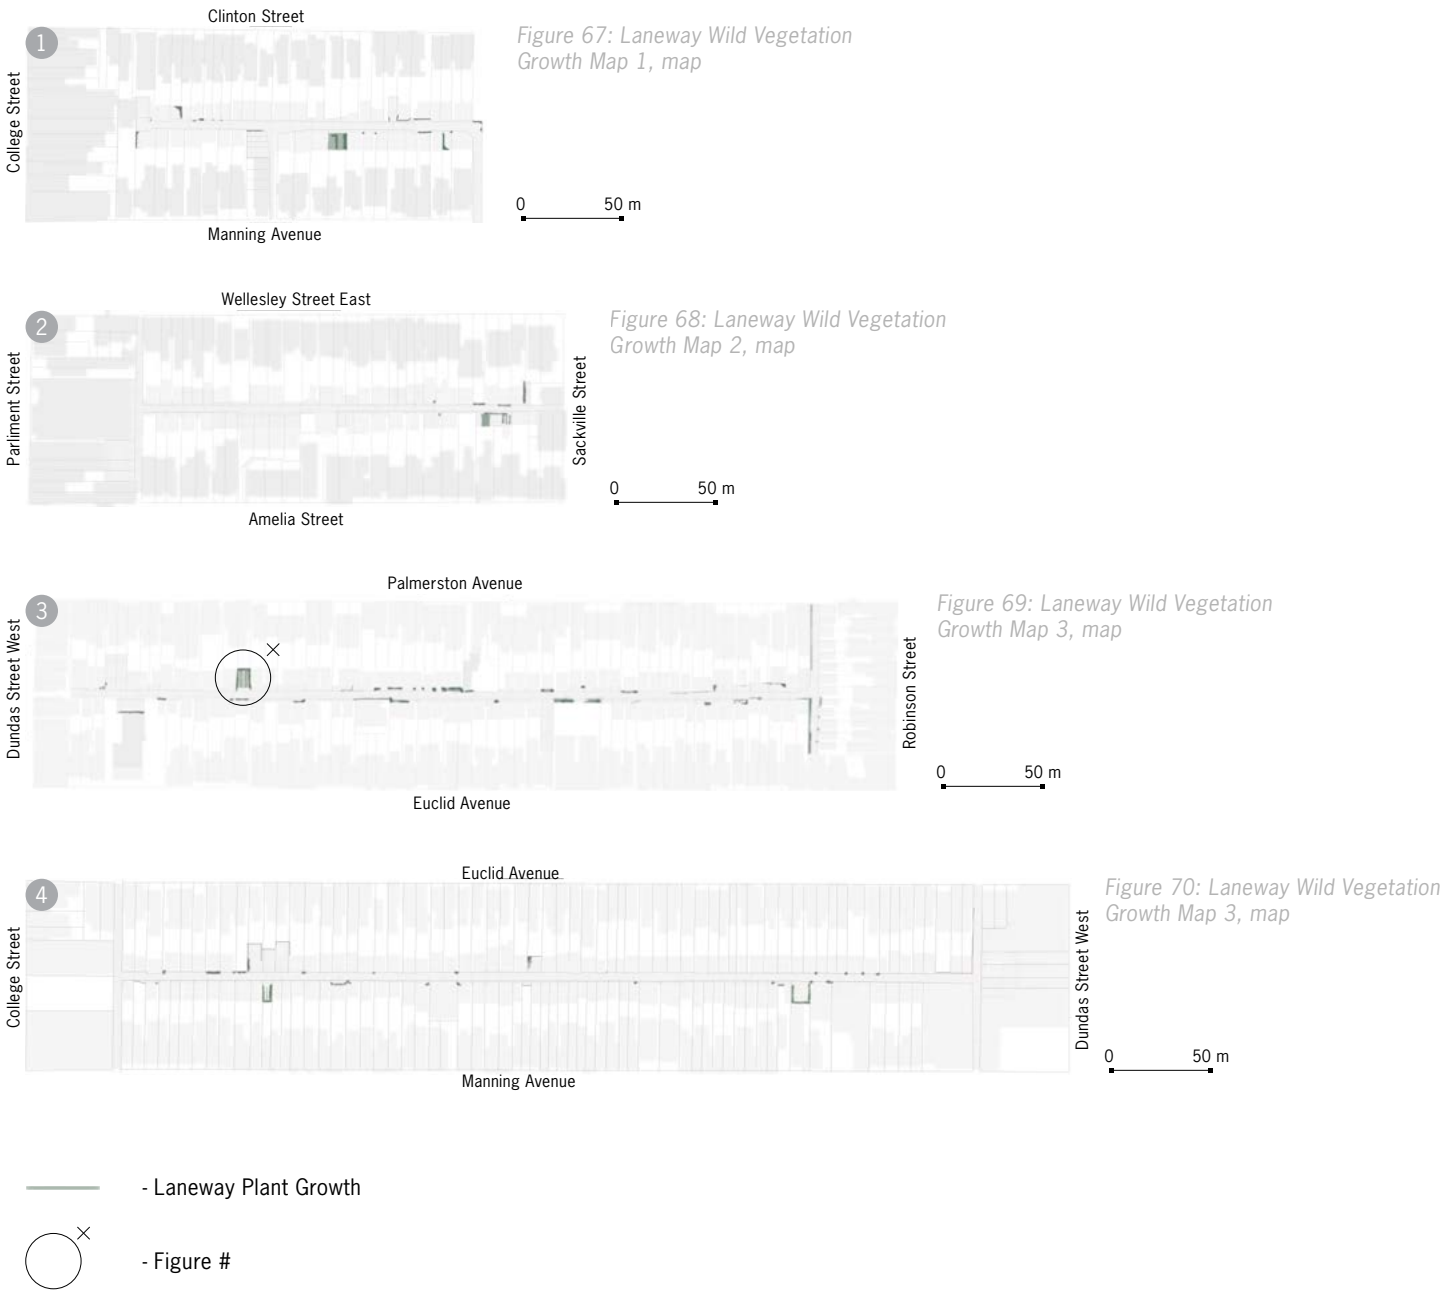 Clinton Street
1
College Street
Manning Avenue
Figure 67: Laneway Wild Vegetation
Growth Map 1, map
0 50 m
Wellesley Street East
2
Parliment Street
Sackville Street
Amelia Street
Figure 68: Laneway Wild Vegetation
Growth Map 2, map
0 50 m
Palmerston Avenue
3
Dundas Street West
Robinson Street
Euclid Avenue
Figure 69: Laneway Wild Vegetation
Growth Map 3, map
0 50 m
Euclid Avenue
4
College Street
Dundas Street West
Manning Avenue
Figure 70: Laneway Wild Vegetation
Growth Map 3, map
0 50 m
- Laneway Plant Growth
- Figure #